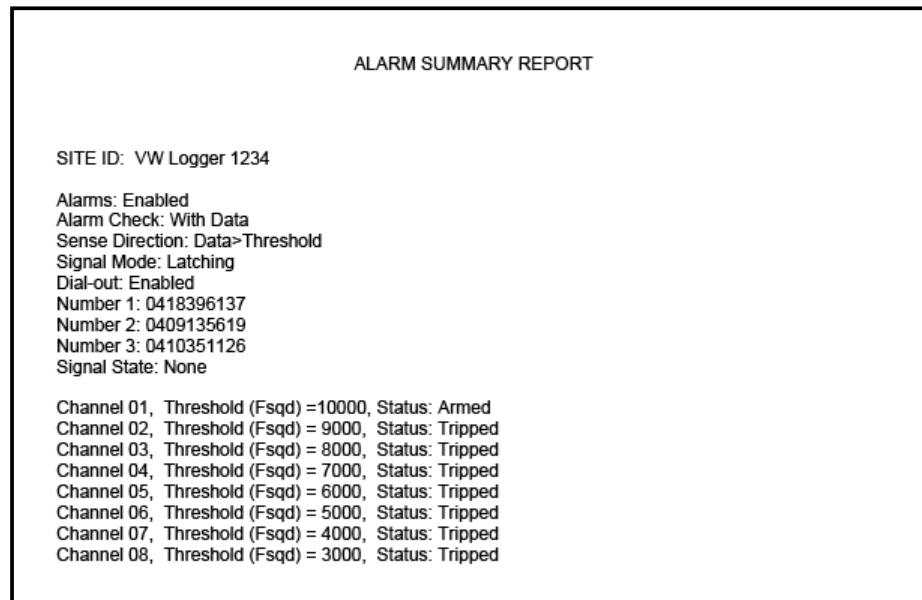 ALARM SUMMARY REPORT
SITE ID: VW Logger 1234
Alarms: Enabled
Alarm Check: With Data
Sense Direction: Data>Threshold
Signal Mode: Latching
Dial-out: Enabled
Number 1: 0418396137
Number 2: 0409135619
Number 3: 0410351126
Signal State: None
Channel 01, Threshold (Fsqd) =10000, Status: Armed
Channel 02, Threshold (Fsqd) = 9000, Status: Tripped
Channel 03, Threshold (Fsqd) = 8000, Status: Tripped
Channel 04, Threshold (Fsqd) = 7000, Status: Tripped
Channel 05, Threshold (Fsqd) = 6000, Status: Tripped
Channel 06, Threshold (Fsqd) = 5000, Status: Tripped
Channel 07, Threshold (Fsqd) = 4000, Status: Tripped
Channel 08, Threshold (Fsqd) = 3000, Status: Tripped